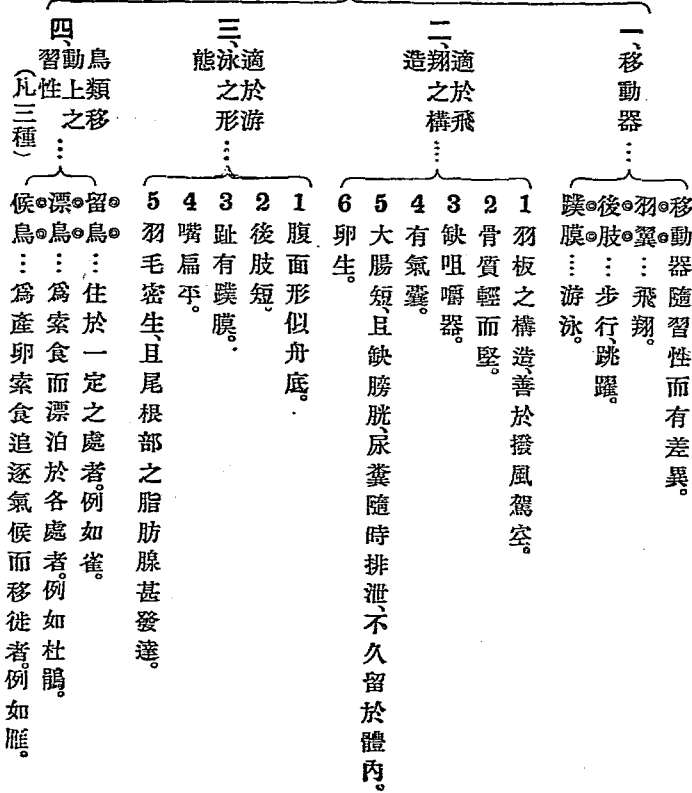 一、移動器…
移動器隨習性而有差異。
羽翼…飛翔。
後肢…步行、跳躍。
蹼膜…游泳。
二、適於飛翔之構造…
1 羽板之構造、善於撥風駕空。
2 骨質輕而堅。
3 缺咀嚼器。
4 有氣囊。
5 大腸短、且缺膀胱、尿糞隨時排泄、不久留於體內。
6 卵生。
三、適於游泳之形態…
1 腹面形似舟底。
2 後肢短、
3 趾有蹼膜。
4 嘴扁平。
5 羽毛密生、且尾根部之脂肪腺甚發達。
四、鳥類移動上之習性…
(凡三種)
留鳥…住於一定之處者。例如雀。
漂鳥…爲索食而漂泊於各處者。例如杜鵑。
候鳥…爲產卵索食追逐氣候而移徙者。例如雁。